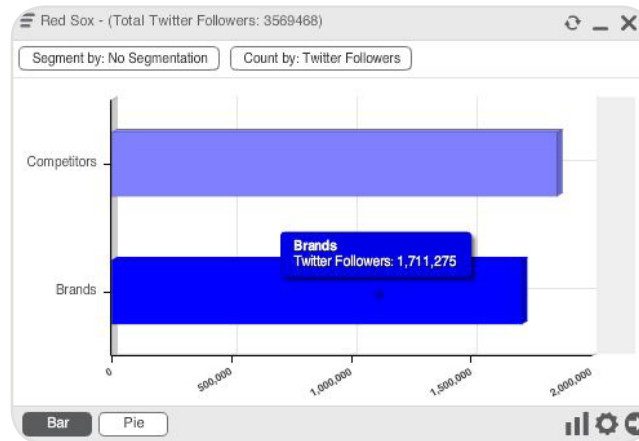 Red Sox - (Total Twitter Followers: 3569468)
Segment by: No Segmentation Count by: Twitter Followers
Competitors
Brands
Twitter Followers: 1,711,275
Brands
0 500,000 1,000,000 1,500,000 2,000,000
Bar Pie